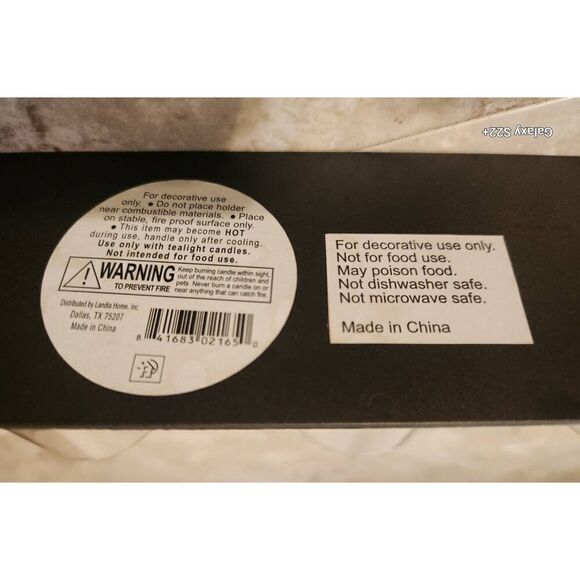 Galaxy S22+
For decorative use
only. • Do not place holder
near combustible materials. • Place
on stable, fire proof surface only.
• This item may become HOT
during use, handle only after cooling.
Use only with tealight candles.
Not intended for food use.
WARNING
TO PREVENT FIRE
Keep burning candle within sight,
out of the reach of children and
pets. Never burn a candle on or
near anything that can catch fire.
Distributed by Landia Home, Inc.
Dallas, TX 75207
Made in China
8 41683 02165 0
For decorative use only.
Not for food use.
May poison food.
Not dishwasher safe.
Not microwave safe.
Made in China